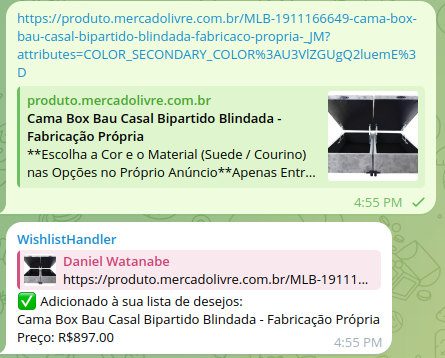 https://produto.mercadolivre.com.br/MLB-1911166649-cama-box-
bau-casal-bipartido-blindada-fabricaco-propria-_JM?
attributes=COLOR_SECONDARY_COLOR%3AU3VlZGUgQ2luemE%3
D
produto.mercadolivre.com.br
Cama Box Bau Casal Bipartido Blindada -
Fabricação Própria
**Escolha a Cor e o Material (Suede / Courino)
nas Opções no Próprio Anúncio**Apenas Entr...
4:55 PM
WishlistHandler
Daniel Watanabe
https://produto.mercadolivre.com.br/MLB-19111...
✅ Adicionado à sua lista de desejos:
Cama Box Bau Casal Bipartido Blindada - Fabricação Própria
Preço: R$897.00
4:55 PM